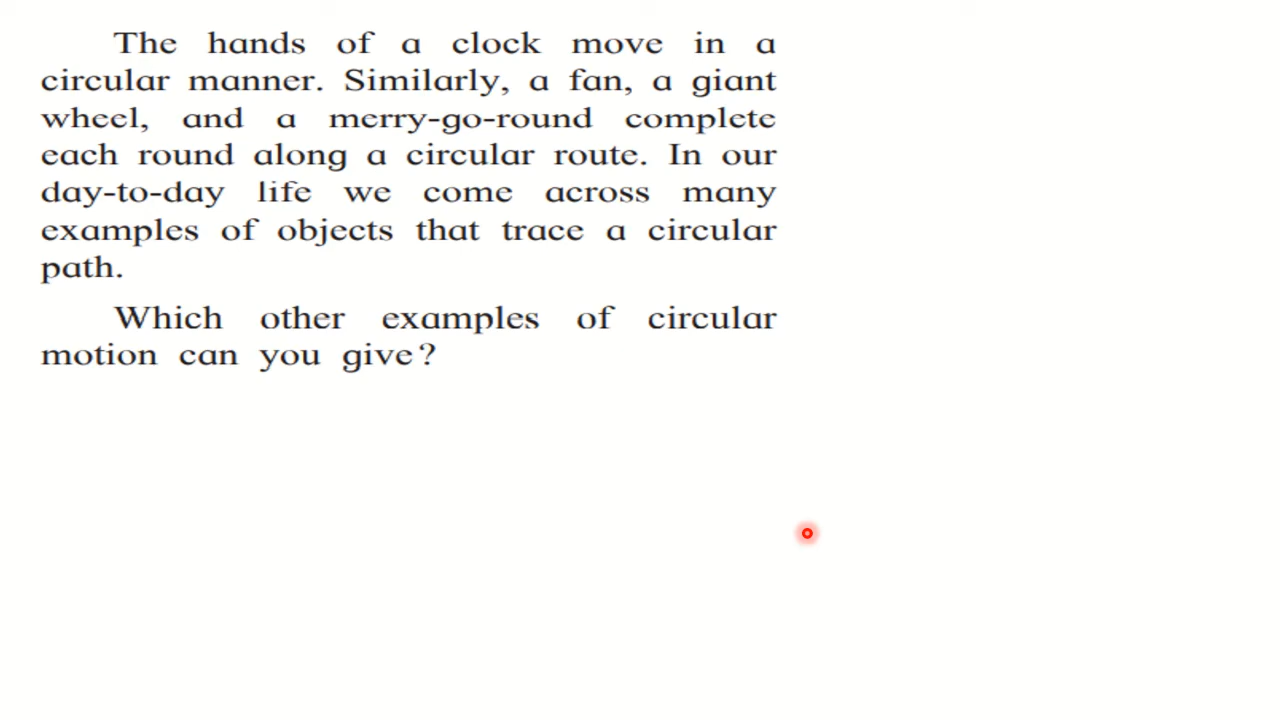 The hands of a clock move in a
circular manner. Similarly, a fan, a giant
wheel, and a merry-go-round complete
each round along a circular route. In our
day-to-day life we come across many
examples of objects that trace a circular
path.
Which other examples of circular
motion can you give?